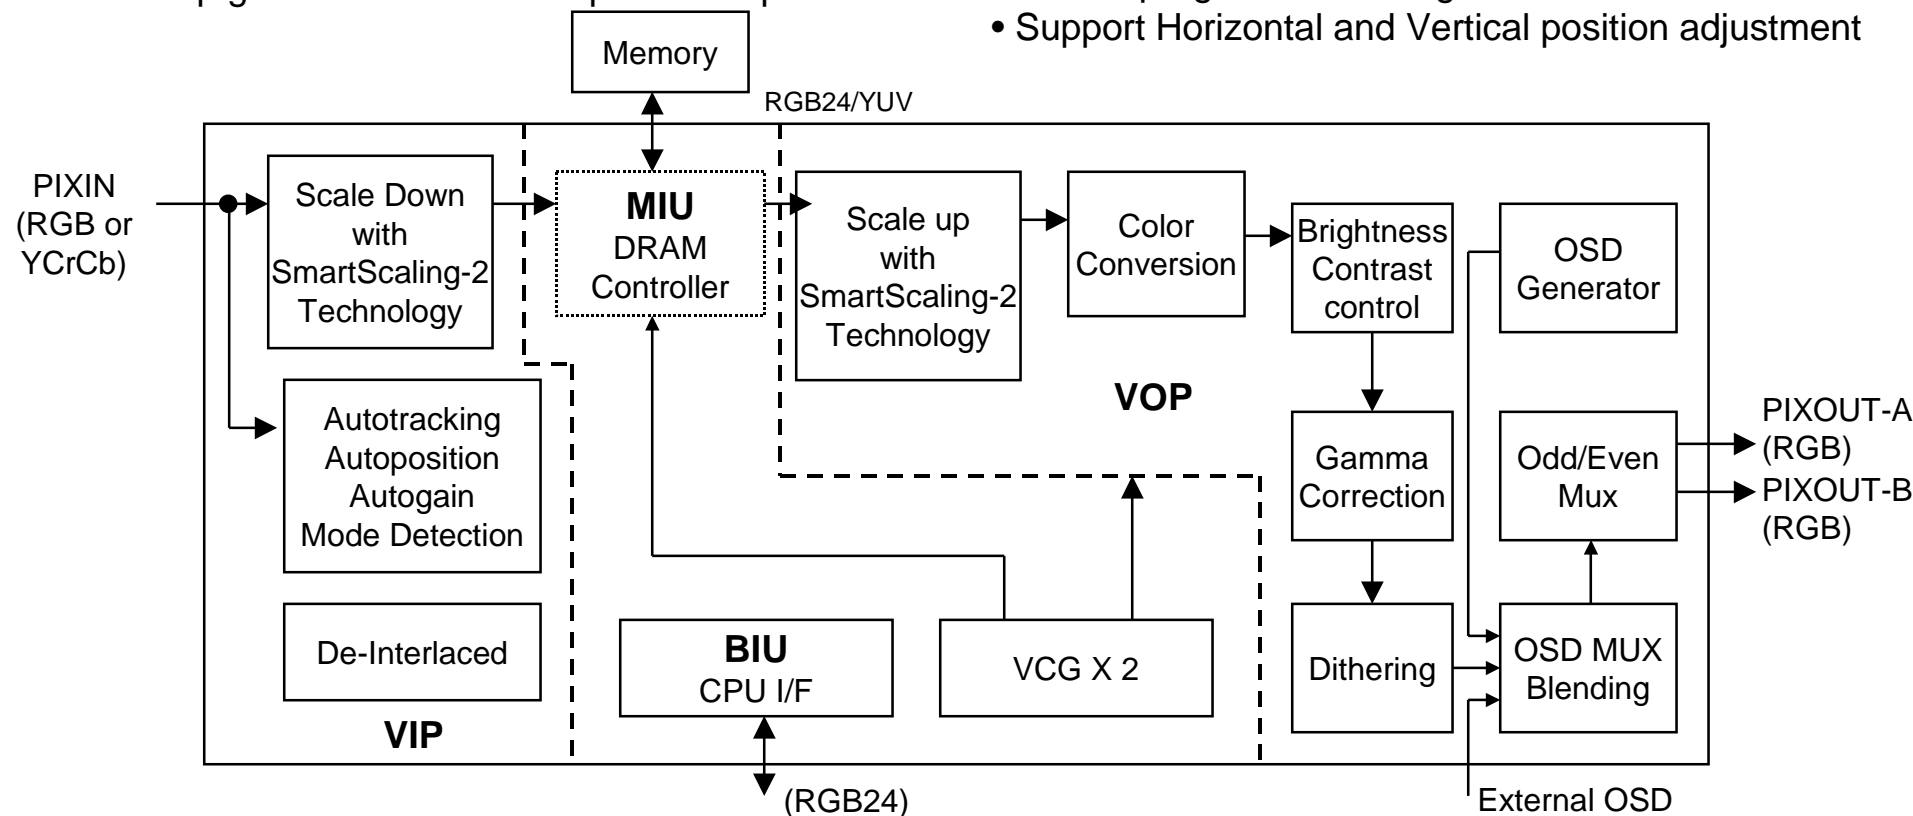 • Support Horizontal and Vertical position adjustment
Memory
RGB24/YUV
PIXIN
(RGB or
YCrCb)
Scale Down
with
SmartScaling-2
Technology
MIU
DRAM
Controller
Scale up
with
SmartScaling-2
Technology
Color
Conversion
Brightness
Contrast
control
OSD
Generator
VOP
Autotracking
Autoposition
Autogain
Mode Detection
Gamma
Correction
Odd/Even
Mux
PIXOUT-A
(RGB)
PIXOUT-B
(RGB)
De-Interlaced
VIP
BIU
CPU I/F
VCG X 2
Dithering
OSD MUX
Blending
(RGB24)
External OSD